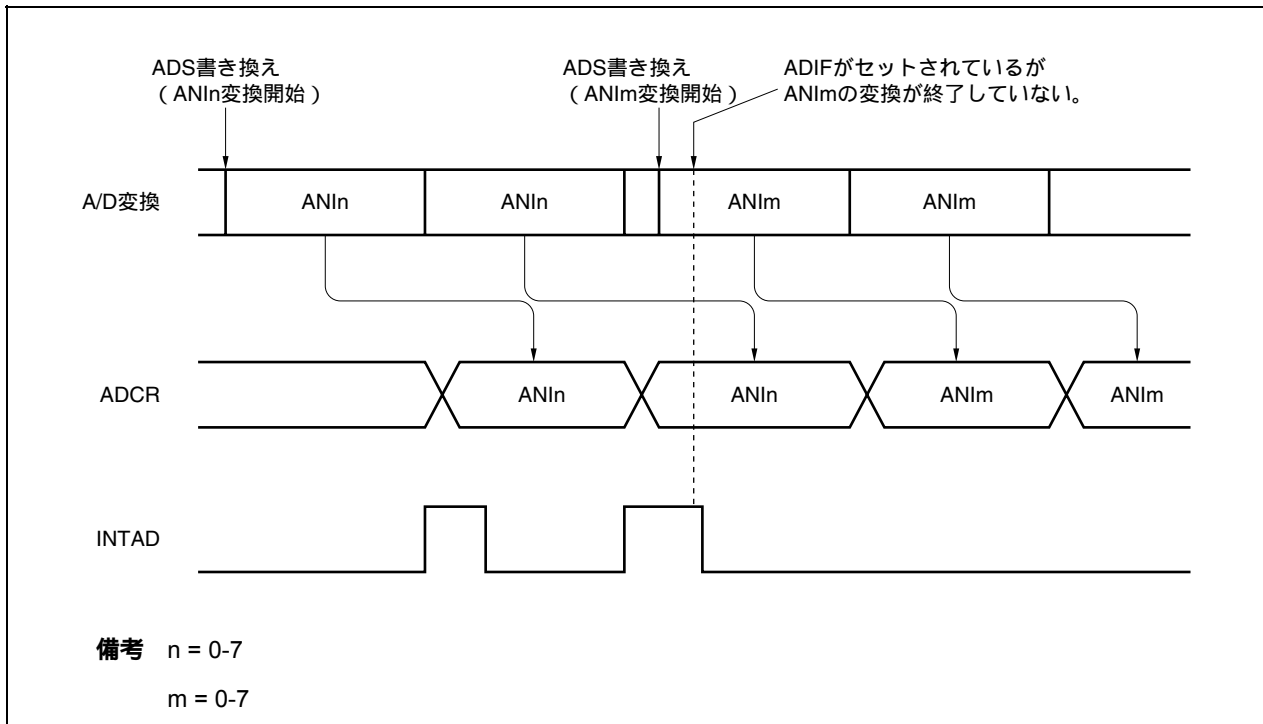 ADS書き換え
（ANIn変換開始）
ADS書き換え
（ANIm変換開始）
ADIFがセットされているが
ANImの変換が終了していない。
A/D変換
ANIn
ANIn
ANIm
ANIm
ADCR
ANIn
ANIn
ANIm
ANIm
INTAD
備考 n = 0-7
m = 0-7